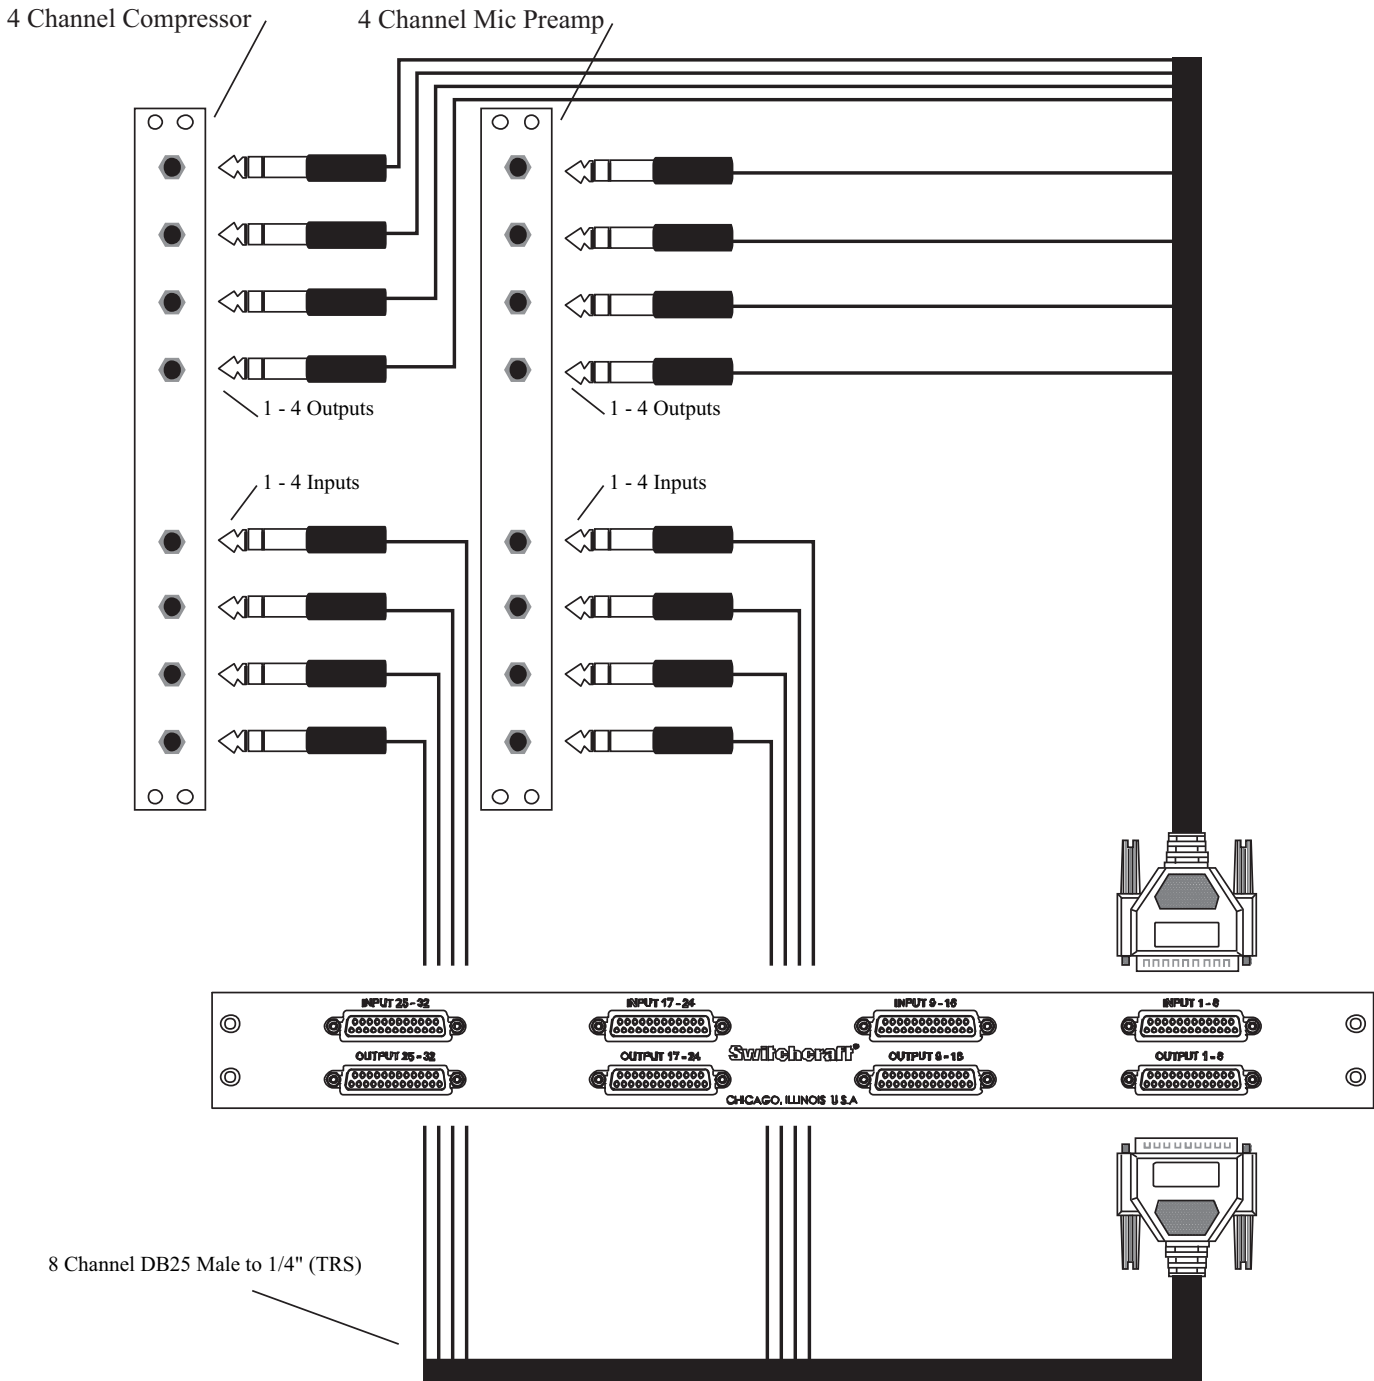 4 Channel Compressor
4 Channel Mic Preamp
1 - 4 Outputs
1 - 4 Outputs
1 - 4 Inputs
1 - 4 Inputs
INPUT 25 - 32
INPUT 17 - 24
INPUT 9 - 16
INPUT 1 - 8
OUTPUT 25 - 32
OUTPUT 17 - 24
Switchcraft®
OUTPUT 9 - 16
OUTPUT 1 - 8
CHICAGO, ILLINOIS U.S.A
8 Channel DB25 Male to 1/4" (TRS)